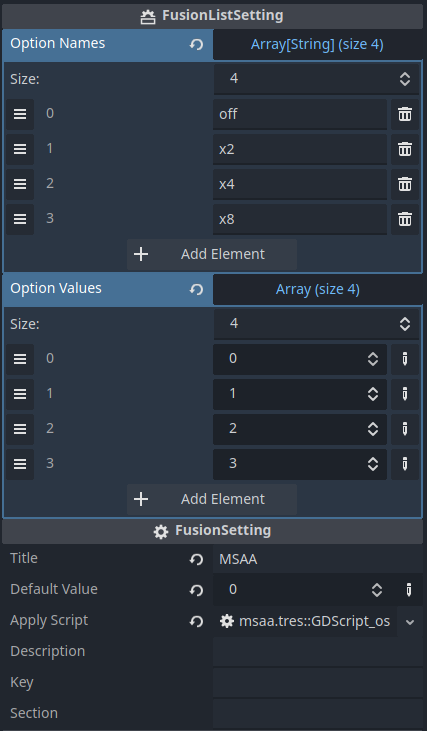 FusionListSetting
Option Names Array[String] (size 4)
Size: 4
0 off
1 x2
2 x4
3 x8
Add Element
Option Values Array (size 4)
Size: 4
0 0
1 1
2 2
3 3
Add Element
FusionSetting
Title MSAA
Default Value 0
Apply Script msaa.tres::GDScript_os
Description
Key
Section